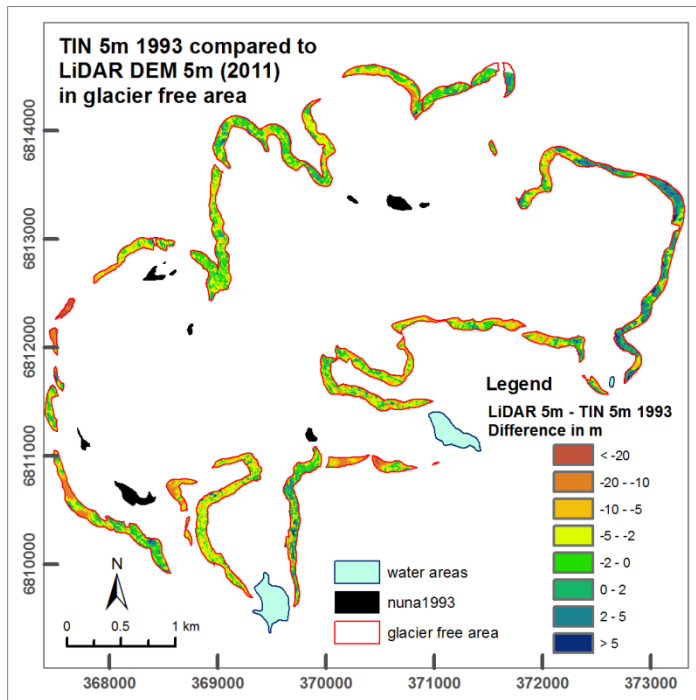 TIN 5m 1993 compared to
LiDAR DEM 5m (2011)
in glacier free area
6814000
6813000
6812000
6811000
6810000
Legend
LiDAR 5m - TIN 5m 1993
Difference in m
< -20
-20 - -10
-10 - -5
-5 - -2
-2 - 0
0 - 2
2 - 5
> 5
water areas
nuna1993
glacier free area
N
0 0.5 1 km
368000 369000 370000 371000 372000 373000